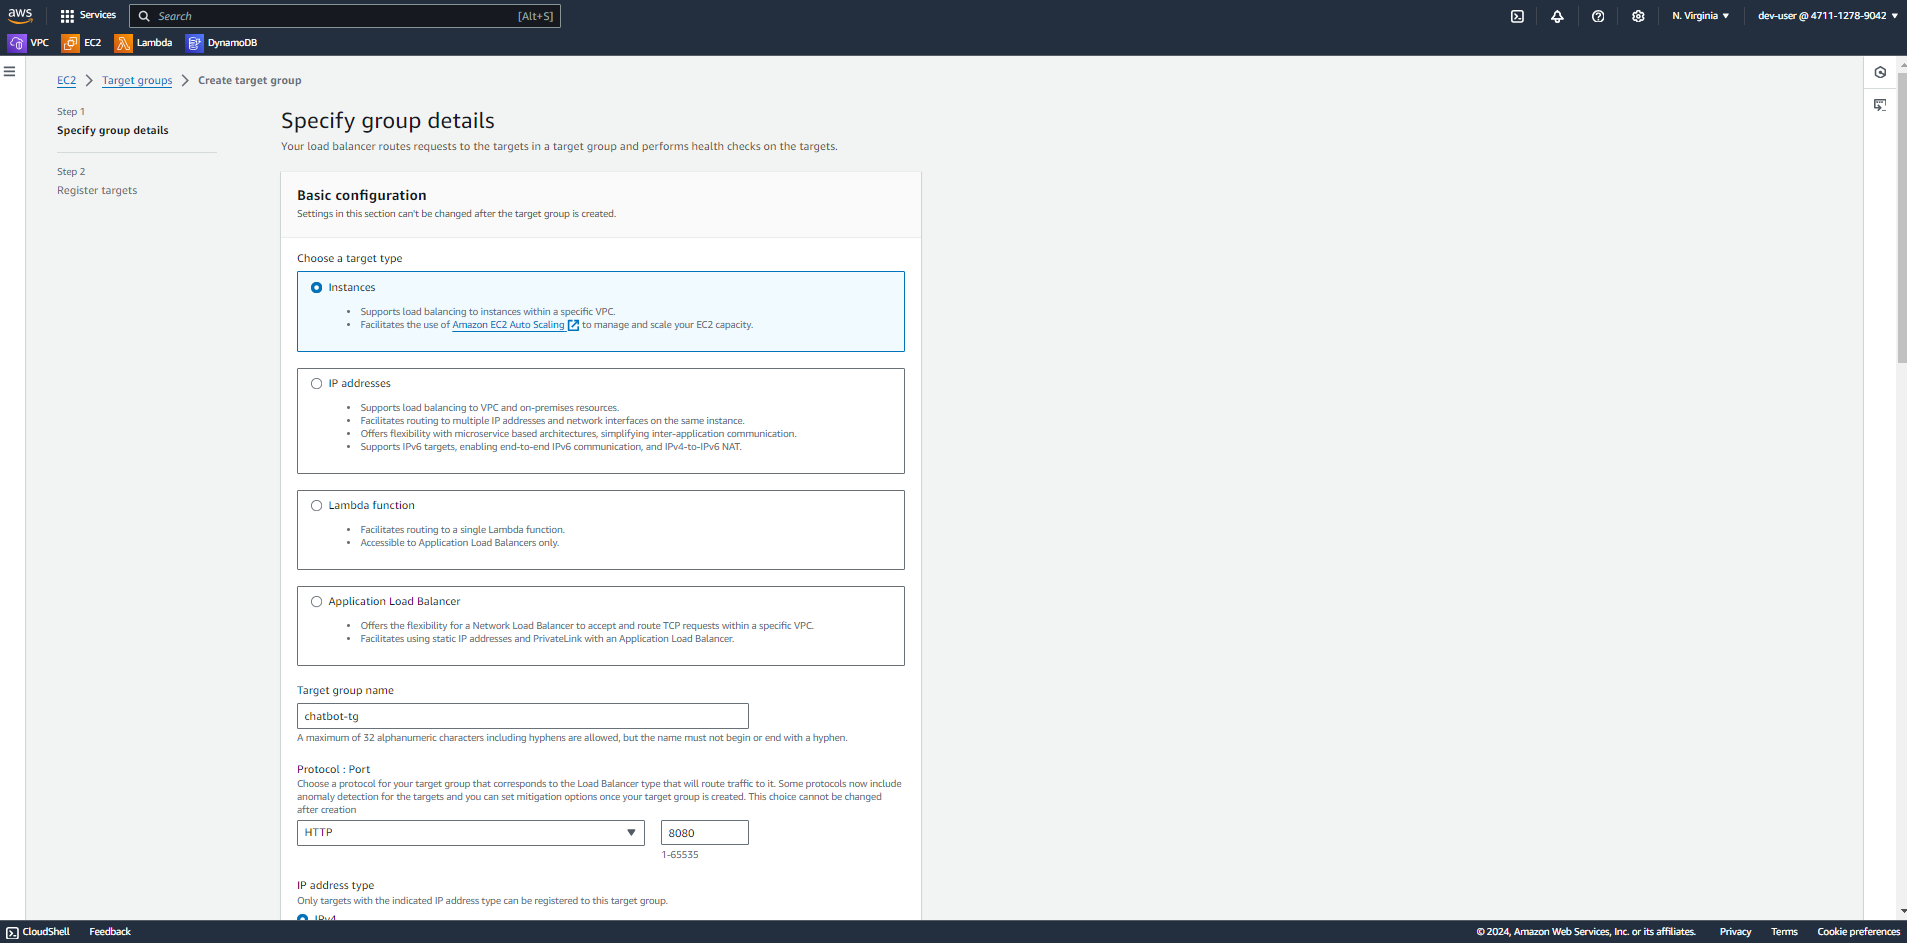 aws
Services
Search [Alt+S]
N. Virginia
dev-user @ 4711-1278-9042
VPC
EC2
Lambda
DynamoDB
EC2 > Target groups > Create target group
Step 1
Specify group details
Step 2
Register targets
Specify group details
Your load balancer routes requests to the targets in a target group and performs health checks on the targets.
Basic configuration
Settings in this section can't be changed after the target group is created.
Choose a target type
Instances
• Supports load balancing to instances within a specific VPC.
• Facilitates the use of Amazon EC2 Auto Scaling to manage and scale your EC2 capacity.
IP addresses
• Supports load balancing to VPC and on-premises resources.
• Facilitates routing to multiple IP addresses and network interfaces on the same instance.
• Offers flexibility with microservice based architectures, simplifying inter-application communication.
• Supports IPv6 targets, enabling end-to-end IPv6 communication, and IPv4-to-IPv6 NAT.
Lambda function
• Facilitates routing to a single Lambda function.
• Accessible to Application Load Balancers only.
Application Load Balancer
• Offers the flexibility for a Network Load Balancer to accept and route TCP requests within a specific VPC.
• Facilitates using static IP addresses and PrivateLink with an Application Load Balancer.
Target group name
chatbot-tg
A maximum of 32 alphanumeric characters including hyphens are allowed, but the name must not begin or end with a hyphen.
Protocol : Port
Choose a protocol for your target group that corresponds to the Load Balancer type that will route traffic to it. Some protocols now include
anomaly detection for the targets and you can set mitigation options once your target group is created. This choice cannot be changed
after creation
HTTP
8080
1-65535
IP address type
Only targets with the indicated IP address type can be registered to this target group.
IPv4
CloudShell
Feedback
© 2024, Amazon Web Services, Inc. or its affiliates.
Privacy
Terms
Cookie preferences